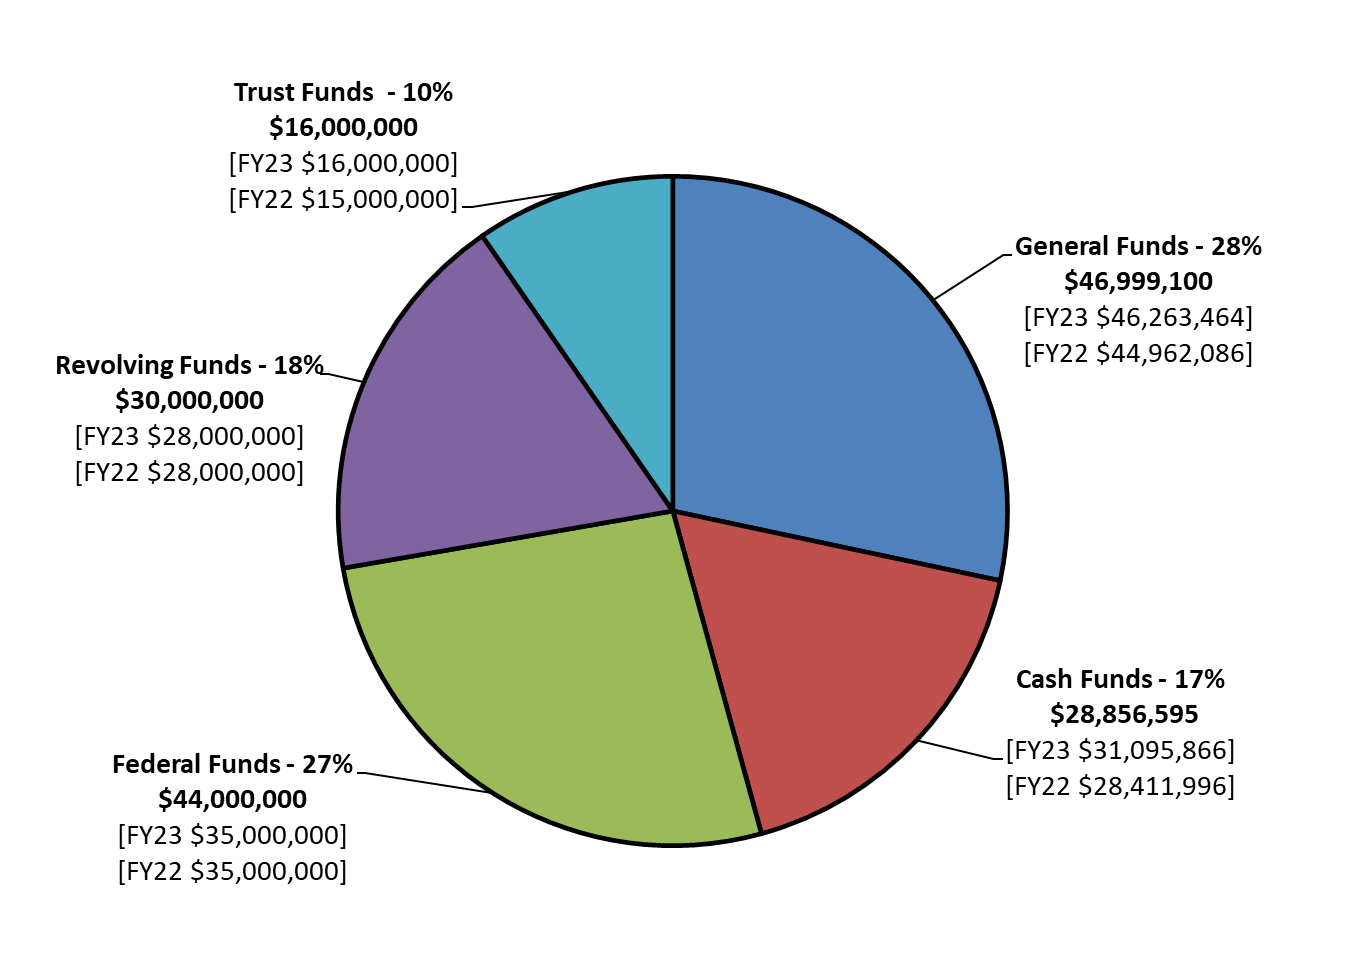 Trust Funds  - 10%
$16,000,000
[FY23 $16,000,000]
[FY22 $15,000,000]
General Funds - 28%
$46,999,100
[FY23 $46,263,464]
[FY22 $44,962,086]
Revolving Funds - 18%
$30,000,000
[FY23 $28,000,000]
[FY22 $28,000,000]
Cash Funds - 17%
$28,856,595
[FY23 $31,095,866]
[FY22 $28,411,996]
Federal Funds - 27%
$44,000,000
[FY23 $35,000,000]
[FY22 $35,000,000]